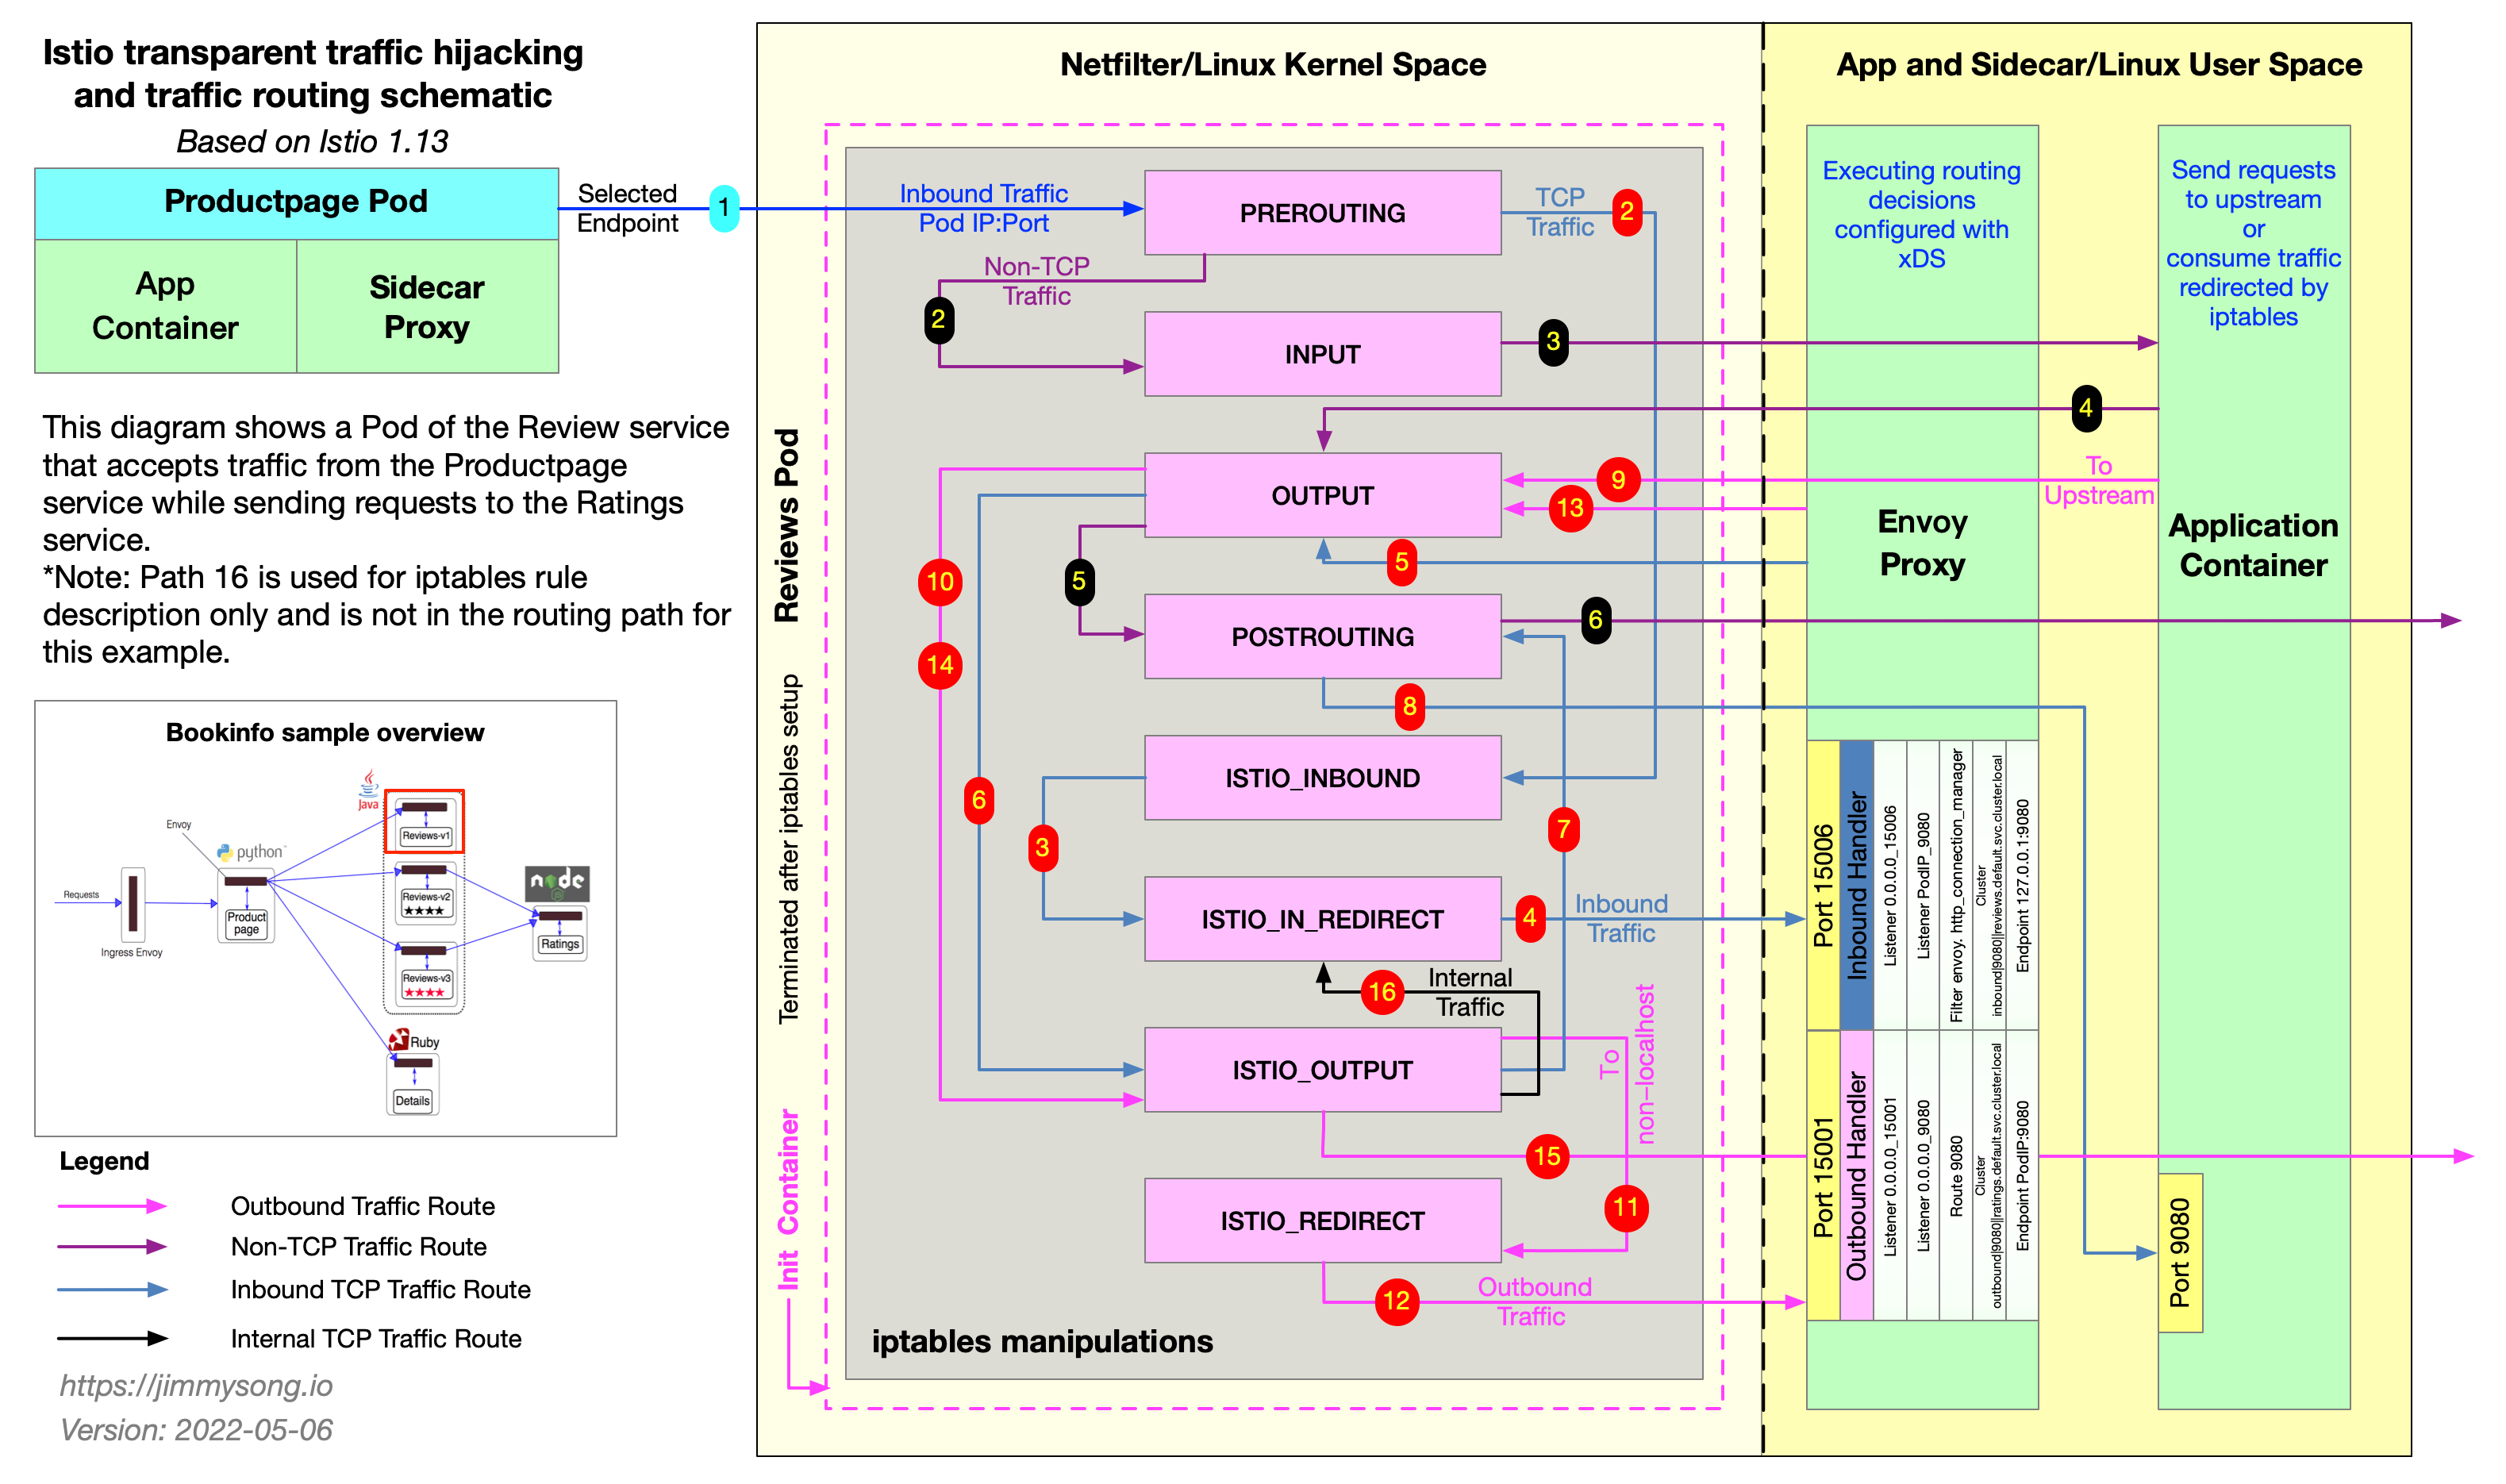 Istio transparent traffic hijacking
and traffic routing schematic
Based on Istio 1.13
Productpage Pod
App
Container
Sidecar
Proxy
Selected
Endpoint
1
This diagram shows a Pod of the Review service
that accepts traffic from the Productpage
service while sending requests to the Ratings
service.
*Note: Path 16 is used for iptables rule
description only and is not in the routing path for
this example.
Bookinfo sample overview
Java
Envoy
python
Requests
Ingress Envoy
Product
page
Reviews-v1
Reviews-v2
★★★★
Reviews-v3
★★★★
node
Ratings
Ruby
Details
Legend
Outbound Traffic Route
Non-TCP Traffic Route
Inbound TCP Traffic Route
Internal TCP Traffic Route
https://jimmysong.io
Version: 2022-05-06
Netfilter/Linux Kernel Space
Reviews Pod
Terminated after iptables setup
Init Container
Inbound Traffic
Pod IP:Port
PREROUTING
TCP
Traffic
2
Non-TCP
Traffic
2
INPUT
3
4
OUTPUT
9
13
To
Upstream
5
10
5
14
POSTROUTING
6
8
ISTIO_INBOUND
6
7
3
ISTIO_IN_REDIRECT
4
Inbound
Traffic
16
Internal
Traffic
ISTIO_OUTPUT
To
non–localhost
15
11
ISTIO_REDIRECT
12
Outbound
Traffic
iptables manipulations
App and Sidecar/Linux User Space
Executing routing
decisions
configured with
xDS
Envoy
Proxy
Port 15006
Inbound Handler
Listener 0.0.0.0_15006
Listener PodIP_9080
Filter envoy. http_connection_manager
Cluster
inbound|9080||reviews.default.svc.cluster.local
Endpoint 127.0.0.1:9080
Port 15001
Outbound Handler
Listener 0.0.0.0_15001
Listener 0.0.0.0_9080
Route 9080
Cluster
outbound|9080||ratings.default.svc.cluster.local
Endpoint PodIP:9080
Send requests
to upstream
or
consume traffic
redirected by
iptables
Application
Container
Port 9080